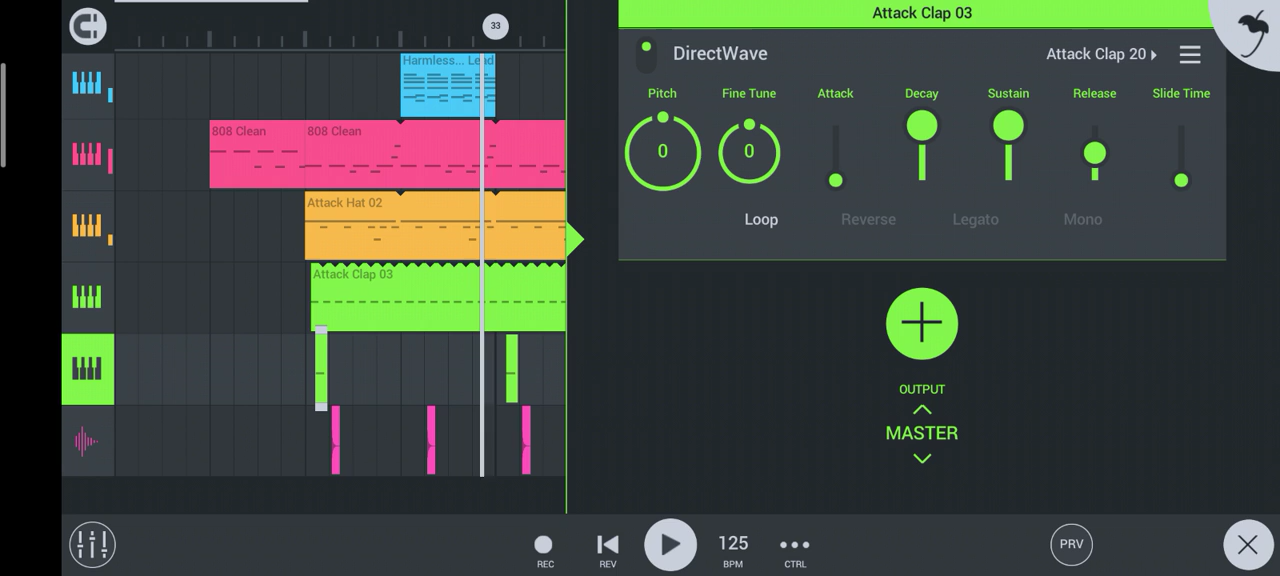 Attack Clap 03
33
DirectWave
Attack Clap 20
Harmless... Lead
Pitch
Fine Tune
Attack
Decay
Sustain
Release
Slide Time
808 Clean
808 Clean
0
0
Attack Hat 02
Loop
Reverse
Legato
Mono
Attack Clap 03
OUTPUT
MASTER
125
PRV
REC
REV
BPM
CTRL